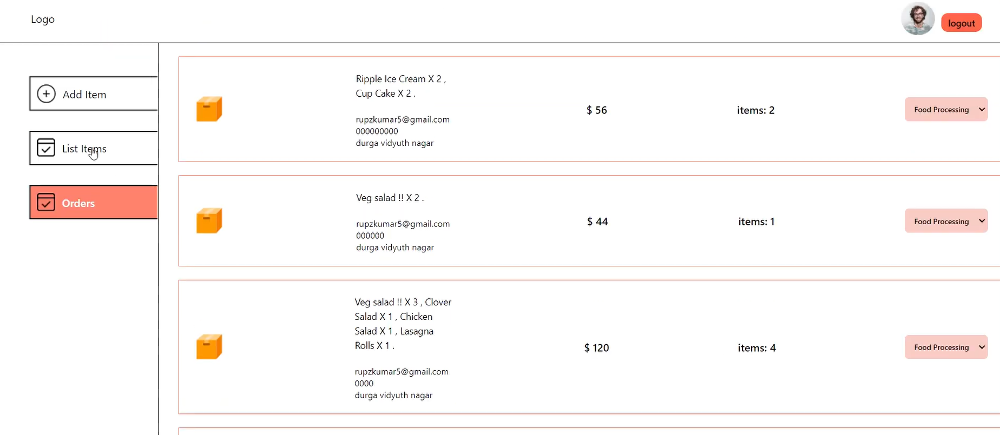 Logo
logout
Add Item
List Items
Orders
Ripple Ice Cream X 2 ,
Cup Cake X 2 .
rupzkumar5@gmail.com
000000000
durga vidyuth nagar
$ 56
items: 2
Food Processing
Veg salad !! X 2 .
rupzkumar5@gmail.com
000000
durga vidyuth nagar
$ 44
items: 1
Food Processing
Veg salad !! X 3 , Clover
Salad X 1 , Chicken
Salad X 1 , Lasagna
Rolls X 1 .
rupzkumar5@gmail.com
0000
durga vidyuth nagar
$ 120
items: 4
Food Processing